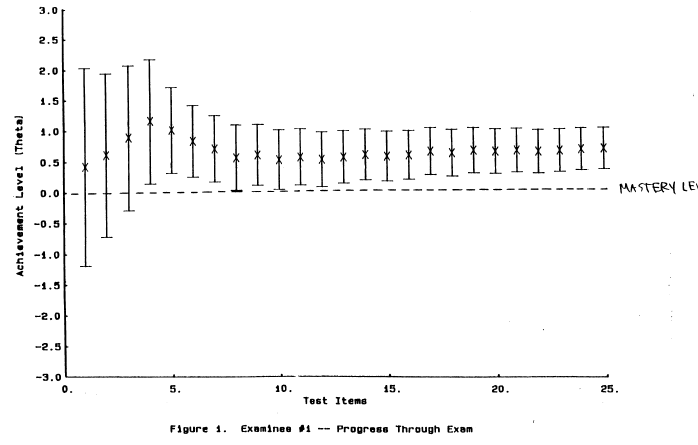 3.0
2.5
2.0
1.5
1.0
0.5
0.0
-0.5
-1.0
-1.5
-2.0
-2.5
-3.0
Achievement Level (Theta)
MASTERY LEV
0. 5. 10. 15. 20. 25.
Test Items
Figure 1. Examinee #1 -- Progress Through Exam